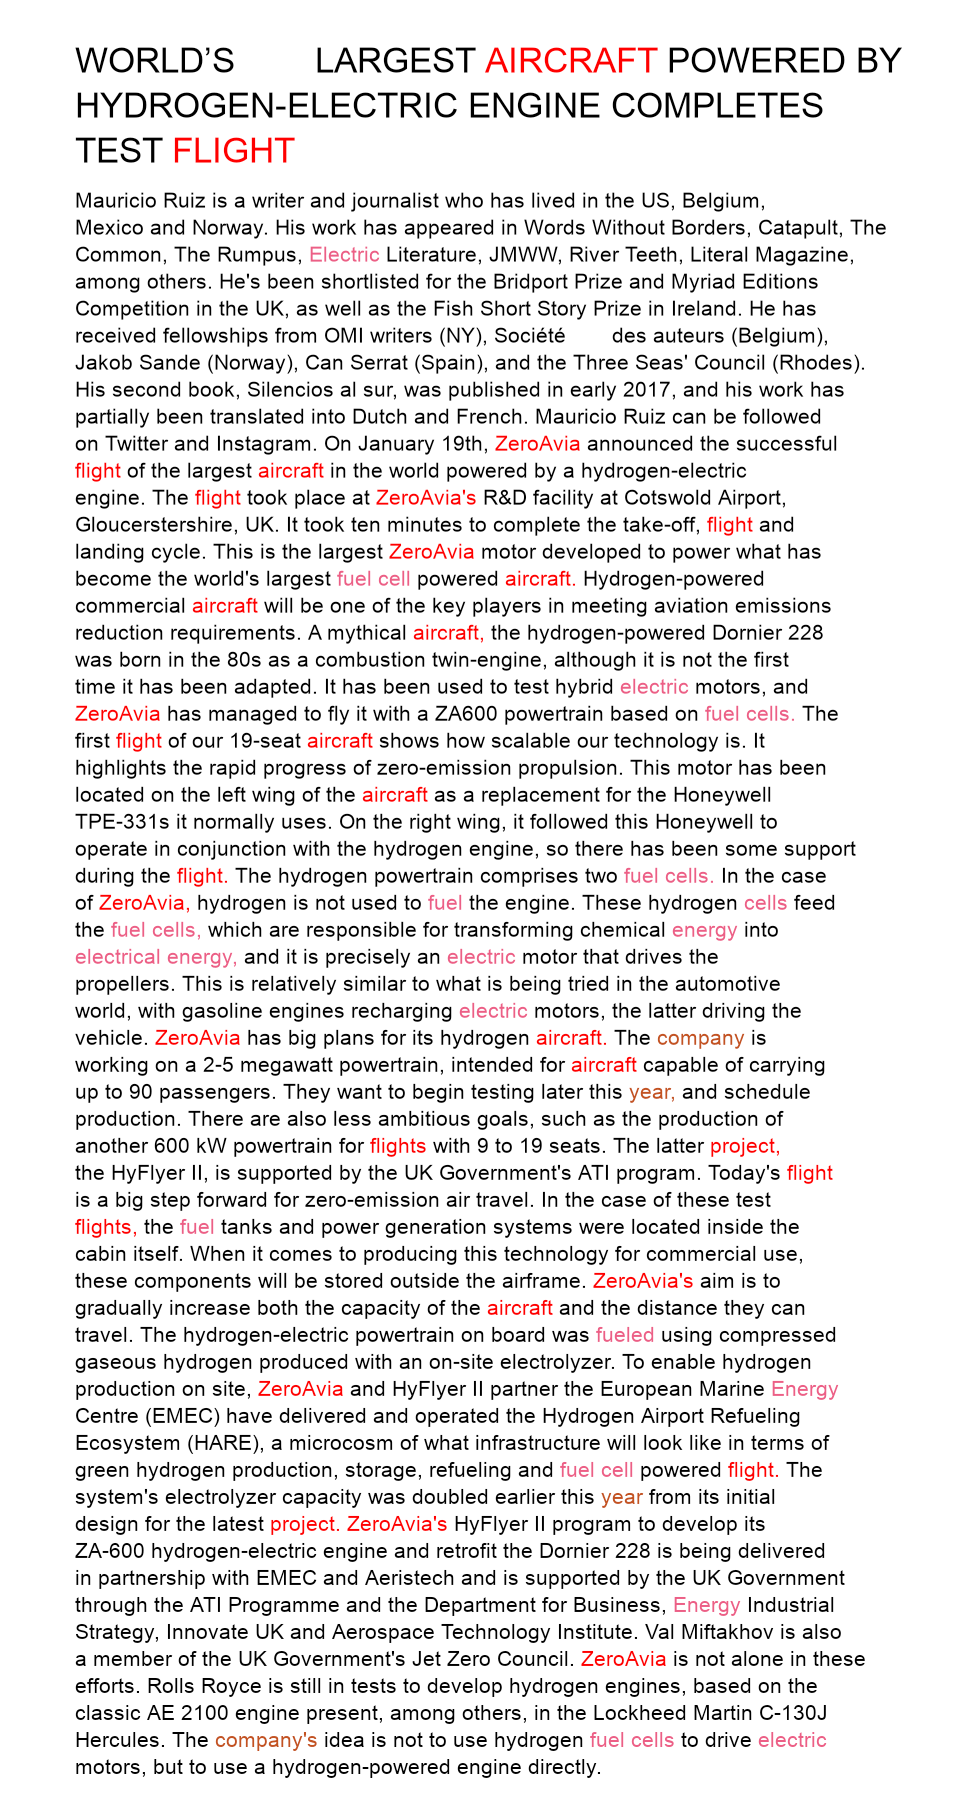 WORLD’S LARGEST AIRCRAFT POWERED BY
HYDROGEN-ELECTRIC ENGINE COMPLETES
TEST FLIGHT
Mauricio Ruiz is a writer and journalist who has lived in the US, Belgium,
Mexico and Norway. His work has appeared in Words Without Borders, Catapult, The
Common, The Rumpus, Electric Literature, JMWW, River Teeth, Literal Magazine,
among others. He's been shortlisted for the Bridport Prize and Myriad Editions
Competition in the UK, as well as the Fish Short Story Prize in Ireland. He has
received fellowships from OMI writers (NY), Société des auteurs (Belgium),
Jakob Sande (Norway), Can Serrat (Spain), and the Three Seas' Council (Rhodes).
His second book, Silencios al sur, was published in early 2017, and his work has
partially been translated into Dutch and French. Mauricio Ruiz can be followed
on Twitter and Instagram. On January 19th, ZeroAvia announced the successful
flight of the largest aircraft in the world powered by a hydrogen-electric
engine. The flight took place at ZeroAvia's R&D facility at Cotswold Airport,
Gloucerstershire, UK. It took ten minutes to complete the take-off, flight and
landing cycle. This is the largest ZeroAvia motor developed to power what has
become the world's largest fuel cell powered aircraft. Hydrogen-powered
commercial aircraft will be one of the key players in meeting aviation emissions
reduction requirements. A mythical aircraft, the hydrogen-powered Dornier 228
was born in the 80s as a combustion twin-engine, although it is not the first
time it has been adapted. It has been used to test hybrid electric motors, and
ZeroAvia has managed to fly it with a ZA600 powertrain based on fuel cells. The
first flight of our 19-seat aircraft shows how scalable our technology is. It
highlights the rapid progress of zero-emission propulsion. This motor has been
located on the left wing of the aircraft as a replacement for the Honeywell
TPE-331s it normally uses. On the right wing, it followed this Honeywell to
operate in conjunction with the hydrogen engine, so there has been some support
during the flight. The hydrogen powertrain comprises two fuel cells. In the case
of ZeroAvia, hydrogen is not used to fuel the engine. These hydrogen cells feed
the fuel cells, which are responsible for transforming chemical energy into
electrical energy, and it is precisely an electric motor that drives the
propellers. This is relatively similar to what is being tried in the automotive
world, with gasoline engines recharging electric motors, the latter driving the
vehicle. ZeroAvia has big plans for its hydrogen aircraft. The company is
working on a 2-5 megawatt powertrain, intended for aircraft capable of carrying
up to 90 passengers. They want to begin testing later this year, and schedule
production. There are also less ambitious goals, such as the production of
another 600 kW powertrain for flights with 9 to 19 seats. The latter project,
the HyFlyer II, is supported by the UK Government's ATI program. Today's flight
is a big step forward for zero-emission air travel. In the case of these test
flights, the fuel tanks and power generation systems were located inside the
cabin itself. When it comes to producing this technology for commercial use,
these components will be stored outside the airframe. ZeroAvia's aim is to
gradually increase both the capacity of the aircraft and the distance they can
travel. The hydrogen-electric powertrain on board was fueled using compressed
gaseous hydrogen produced with an on-site electrolyzer. To enable hydrogen
production on site, ZeroAvia and HyFlyer II partner the European Marine Energy
Centre (EMEC) have delivered and operated the Hydrogen Airport Refueling
Ecosystem (HARE), a microcosm of what infrastructure will look like in terms of
green hydrogen production, storage, refueling and fuel cell powered flight. The
system's electrolyzer capacity was doubled earlier this year from its initial
design for the latest project. ZeroAvia's HyFlyer II program to develop its
ZA-600 hydrogen-electric engine and retrofit the Dornier 228 is being delivered
in partnership with EMEC and Aeristech and is supported by the UK Government
through the ATI Programme and the Department for Business, Energy Industrial
Strategy, Innovate UK and Aerospace Technology Institute. Val Miftakhov is also
a member of the UK Government's Jet Zero Council. ZeroAvia is not alone in these
efforts. Rolls Royce is still in tests to develop hydrogen engines, based on the
classic AE 2100 engine present, among others, in the Lockheed Martin C-130J
Hercules. The company's idea is not to use hydrogen fuel cells to drive electric
motors, but to use a hydrogen-powered engine directly.